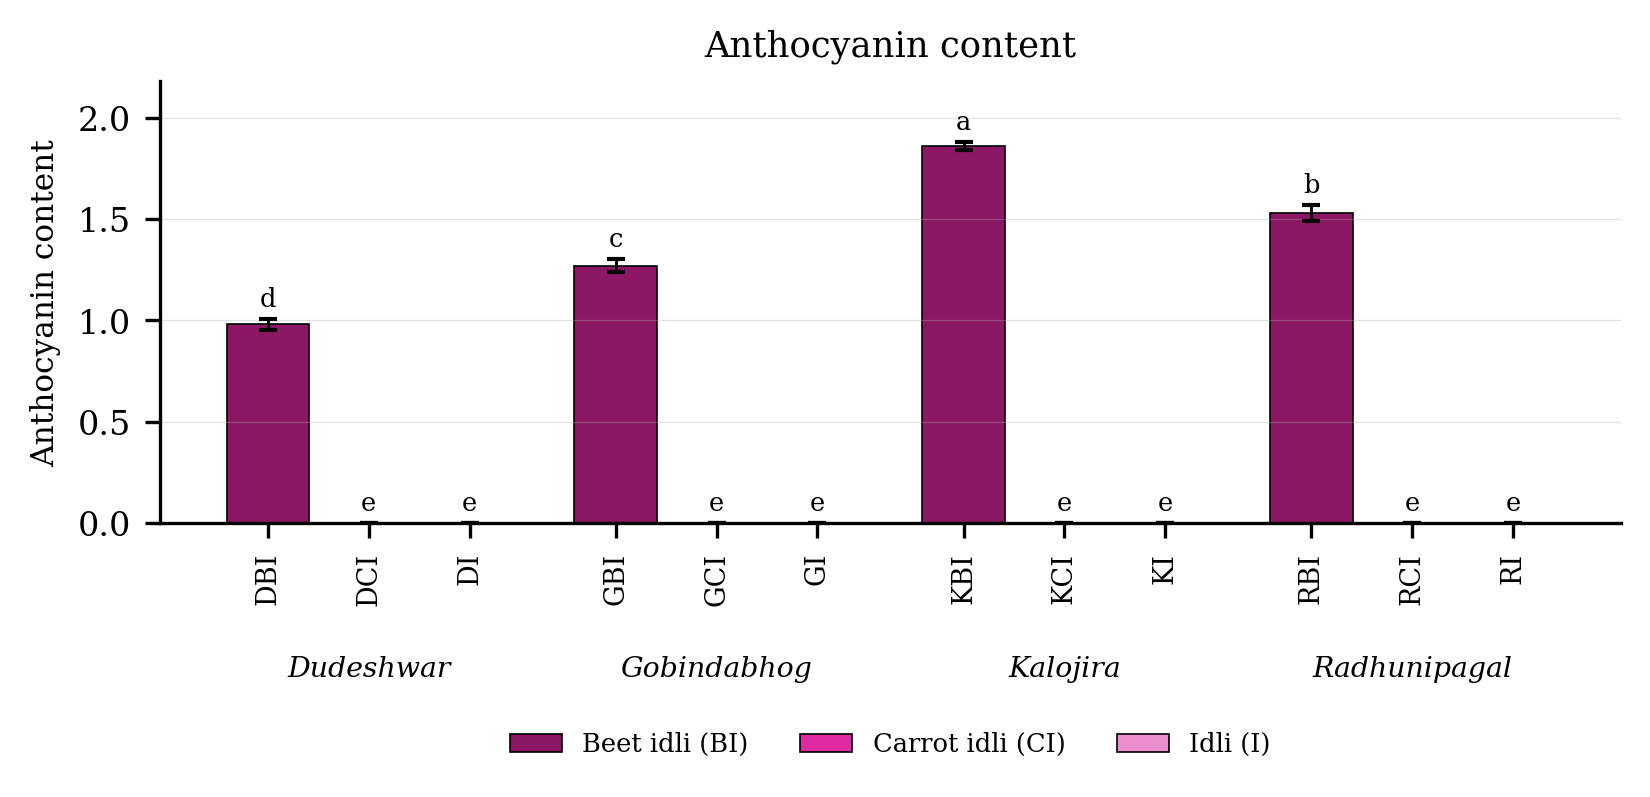 Anthocyanin content
Anthocyanin content
2.0
1.5
1.0
0.5
0.0
d
e
e
c
e
e
a
e
e
b
e
e
DBI
DCI
DI
GBI
GCI
GI
KBI
KCI
KI
RBI
RCI
RI
Dudeshwar
Gobindabhog
Kalojira
Radhunipagal
Beet idli (BI)
Carrot idli (CI)
Idli (I)